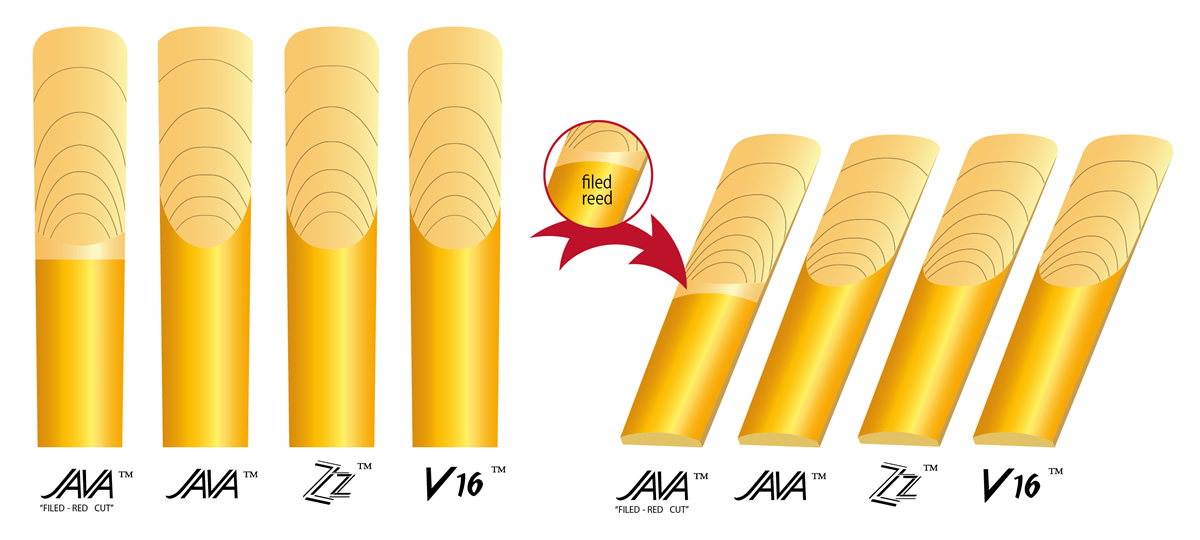 filed
reed
JAVA™
JAVA™
Zz™
V16™
"FILED - RED CUT"
JAVA™
JAVA™
Zz™
V16™
"FILED - RED CUT"